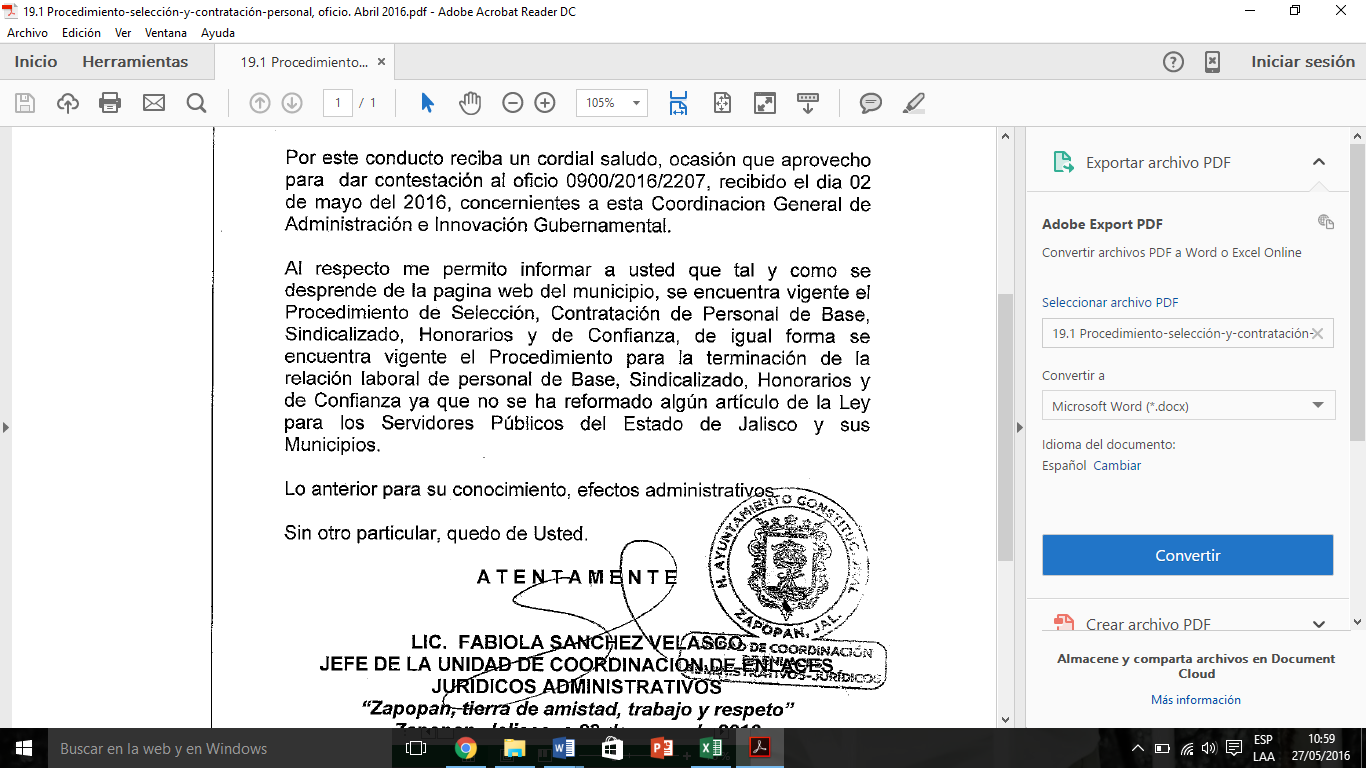 19.1 Procedimiento-selección-y-contratación-personal, oficio. Abril 2016.pdf - Adobe Acrobat Reader DC
Archivo Edición Ver Ventana Ayuda
Inicio Herramientas 19.1 Procedimiento... Iniciar sesión
1 / 1 105%
Por este conducto reciba un cordial saludo, ocasión que aprovecho
para dar contestación al oficio 0900/2016/2207, recibido el dia 02
de mayo del 2016, concernientes a esta Coordinacion General de
Administración e Innovación Gubernamental.
Al respecto me permito informar a usted que tal y como se
desprende de la pagina web del municipio, se encuentra vigente el
Procedimiento de Selección, Contratación de Personal de Base,
Sindicalizado, Honorarios y de Confianza, de igual forma se
encuentra vigente el Procedimiento para la terminación de la
relación laboral de personal de Base, Sindicalizado, Honorarios y
de Confianza ya que no se ha reformado algún artículo de la Ley
para los Servidores Públicos del Estado de Jalisco y sus
Municipios.
Lo anterior para su conocimiento, efectos administrativos
Sin otro particular, quedo de Usted.
ATENTAMENTE
H. AYUNTAMIENTO CONSTITUCIONAL
ZAPOPAN, JAL.
LIC. FABIOLA SANCHEZ VELASCO
JEFE DE LA UNIDAD DE COORDINACION DE ENLACES
JURIDICOS ADMINISTRATIVOS
DE COORDINACIÓN
"Zapopan, tierra de amistad, trabajo y respeto"
Exportar archivo PDF
Adobe Export PDF
Convertir archivos PDF a Word o Excel Online
Seleccionar archivo PDF
19.1 Procedimiento-selección-y-contratación-
Convertir a
Microsoft Word (*.docx)
Idioma del documento:
Español Cambiar
Convertir
Crear archivo PDF
Almacene y comparta archivos en Document
Cloud
Más información
Buscar en la web y en Windows
ESP
LAA
10:59
27/05/2016